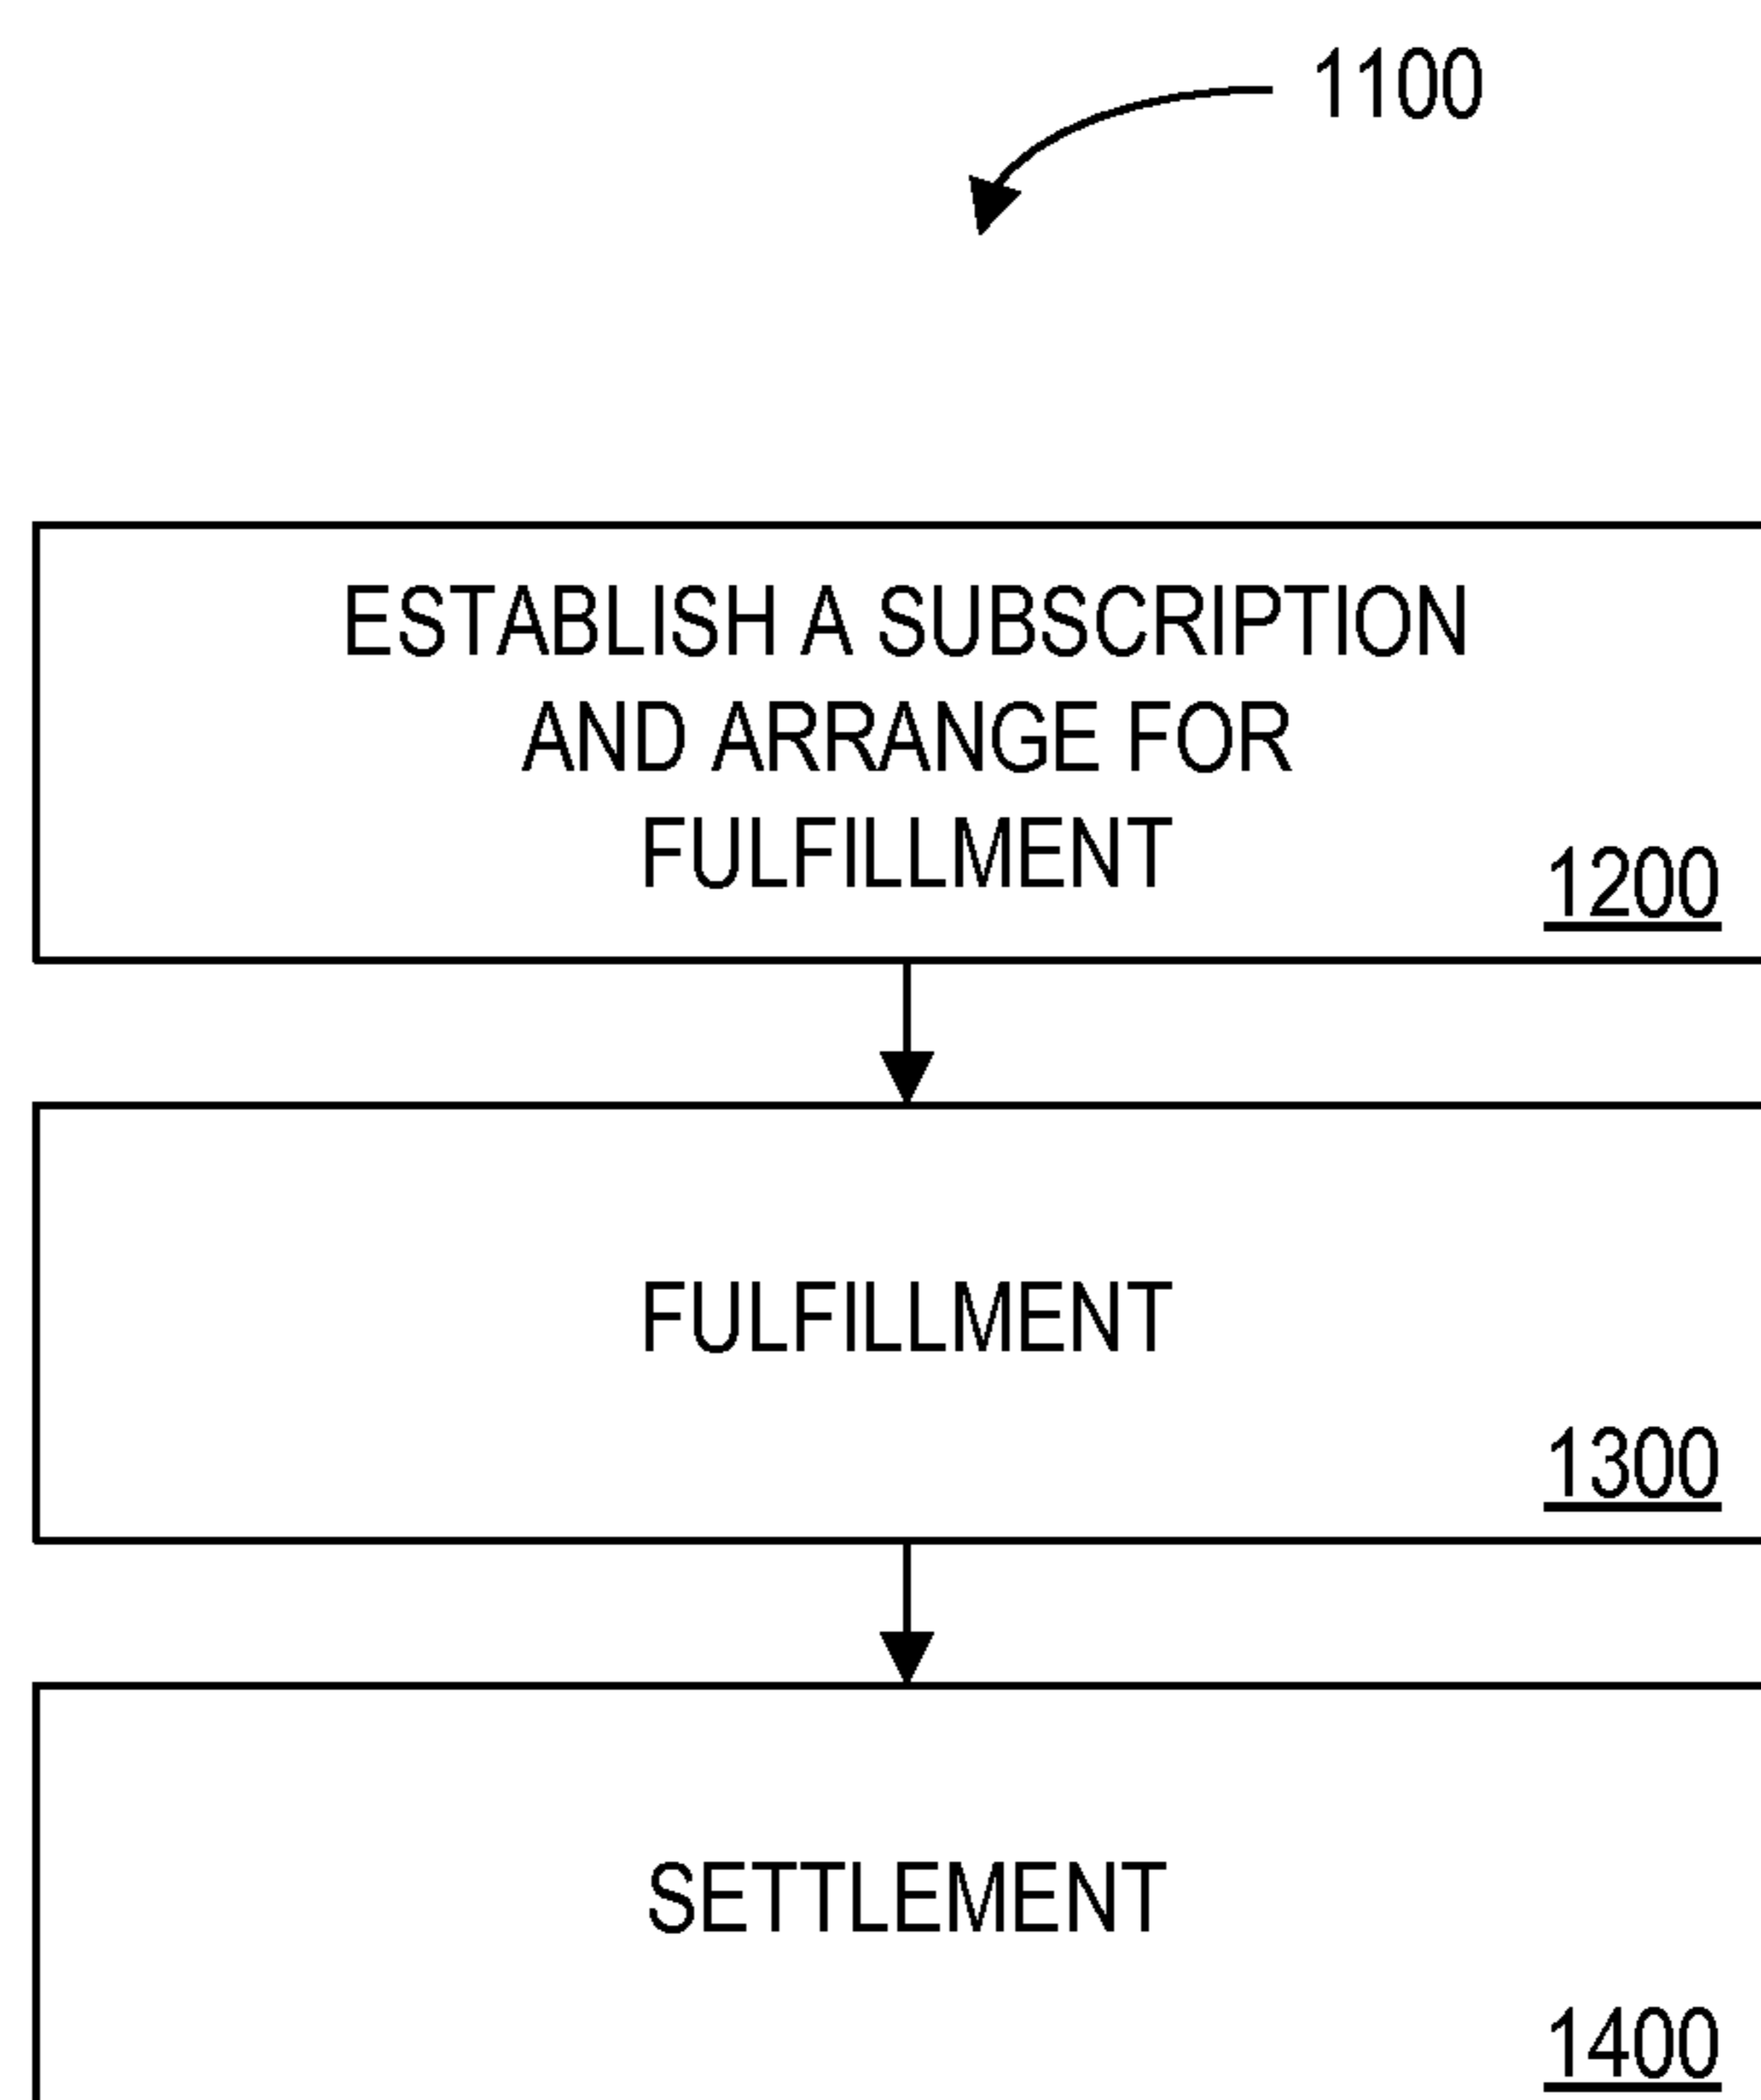 1100
ESTABLISH A SUBSCRIPTION
AND ARRANGE FOR
FULFILLMENT
1200
FULFILLMENT
1300
SETTLEMENT
1400